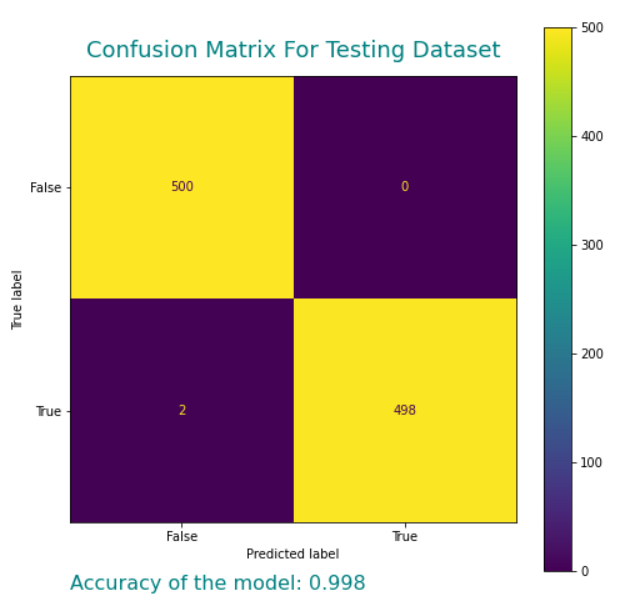 Confusion Matrix For Testing Dataset
500
400
300
200
100
0
True label
False
500
0
True
2
498
False
True
Predicted label
Accuracy of the model: 0.998